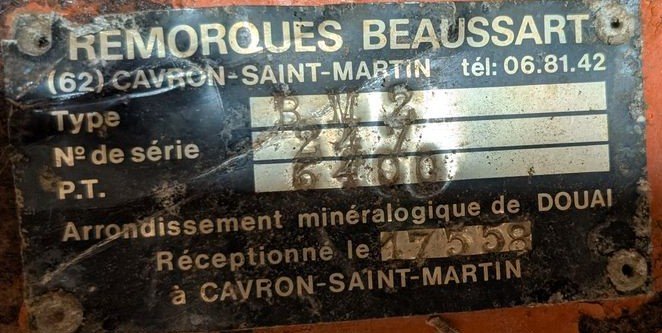 REMORQUES BEAUSSART
(62) CAVRON-SAINT-MARTIN tél: 06.81.42
Type B M 2
Nº de série 247
P.T. 6400
Arrondissement minéralogique de DOUAI
Réceptionné le 17558
à CAVRON-SAINT-MARTIN